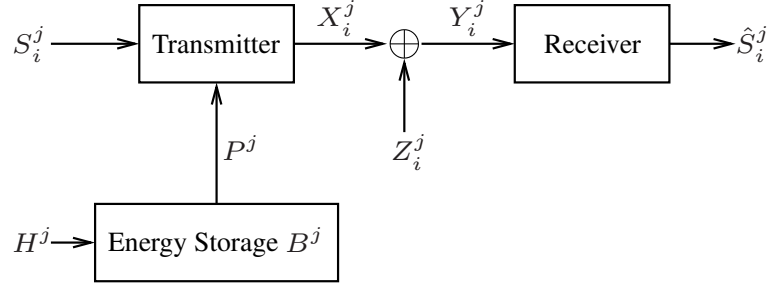 X_i^j Y_i^j
S_i^j Transmitter Receiver Ŝ_i^j
P^j Z_i^j
H^j Energy Storage B^j